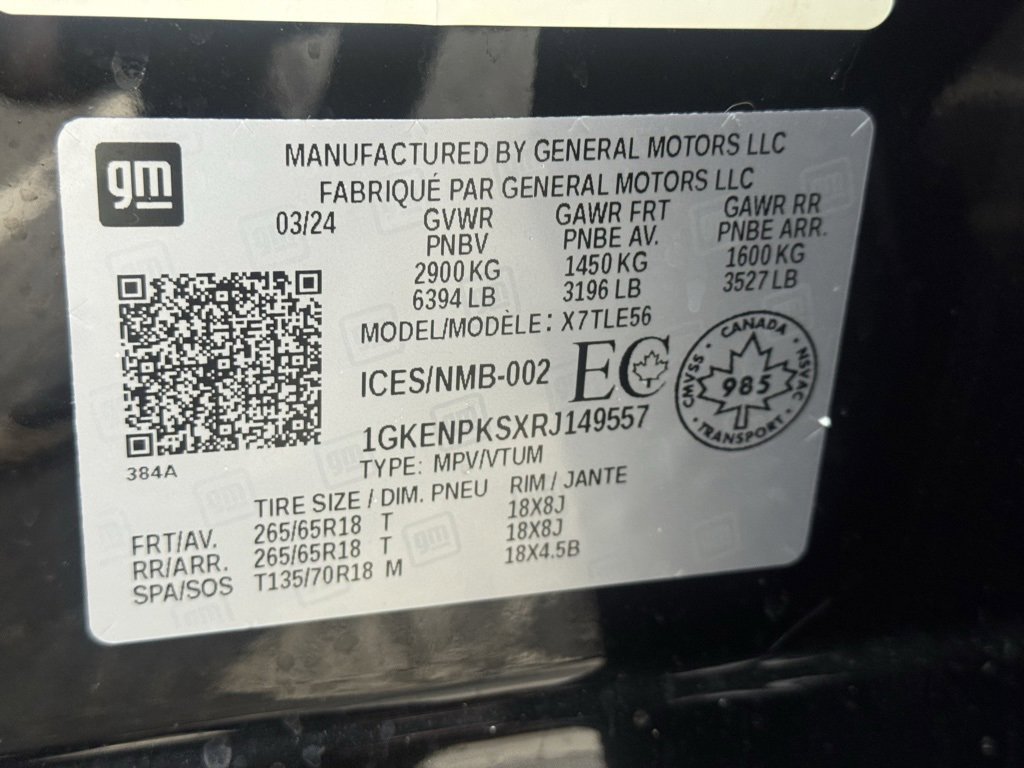 gm
MANUFACTURED BY GENERAL MOTORS LLC
FABRIQUÉ PAR GENERAL MOTORS LLC
03/24 GVWR GAWR FRT GAWR RR
PNBV PNBE AV. PNBE ARR.
2900 KG 1450 KG 1600 KG
6394 LB 3196 LB 3527 LB
MODEL/MODÈLE: X7TLE56
ICES/NMB-002 EC
CANADA
CMVSS 985 NSVAC
TRANSPORT
1GKENPKSXRJ149557
384A TYPE: MPV/VTUM
TIRE SIZE / DIM. PNEU RIM / JANTE
FRT/AV. 265/65R18 T 18X8J
RR/ARR. 265/65R18 T 18X8J
SPA/SOS T135/70R18 M 18X4.5B